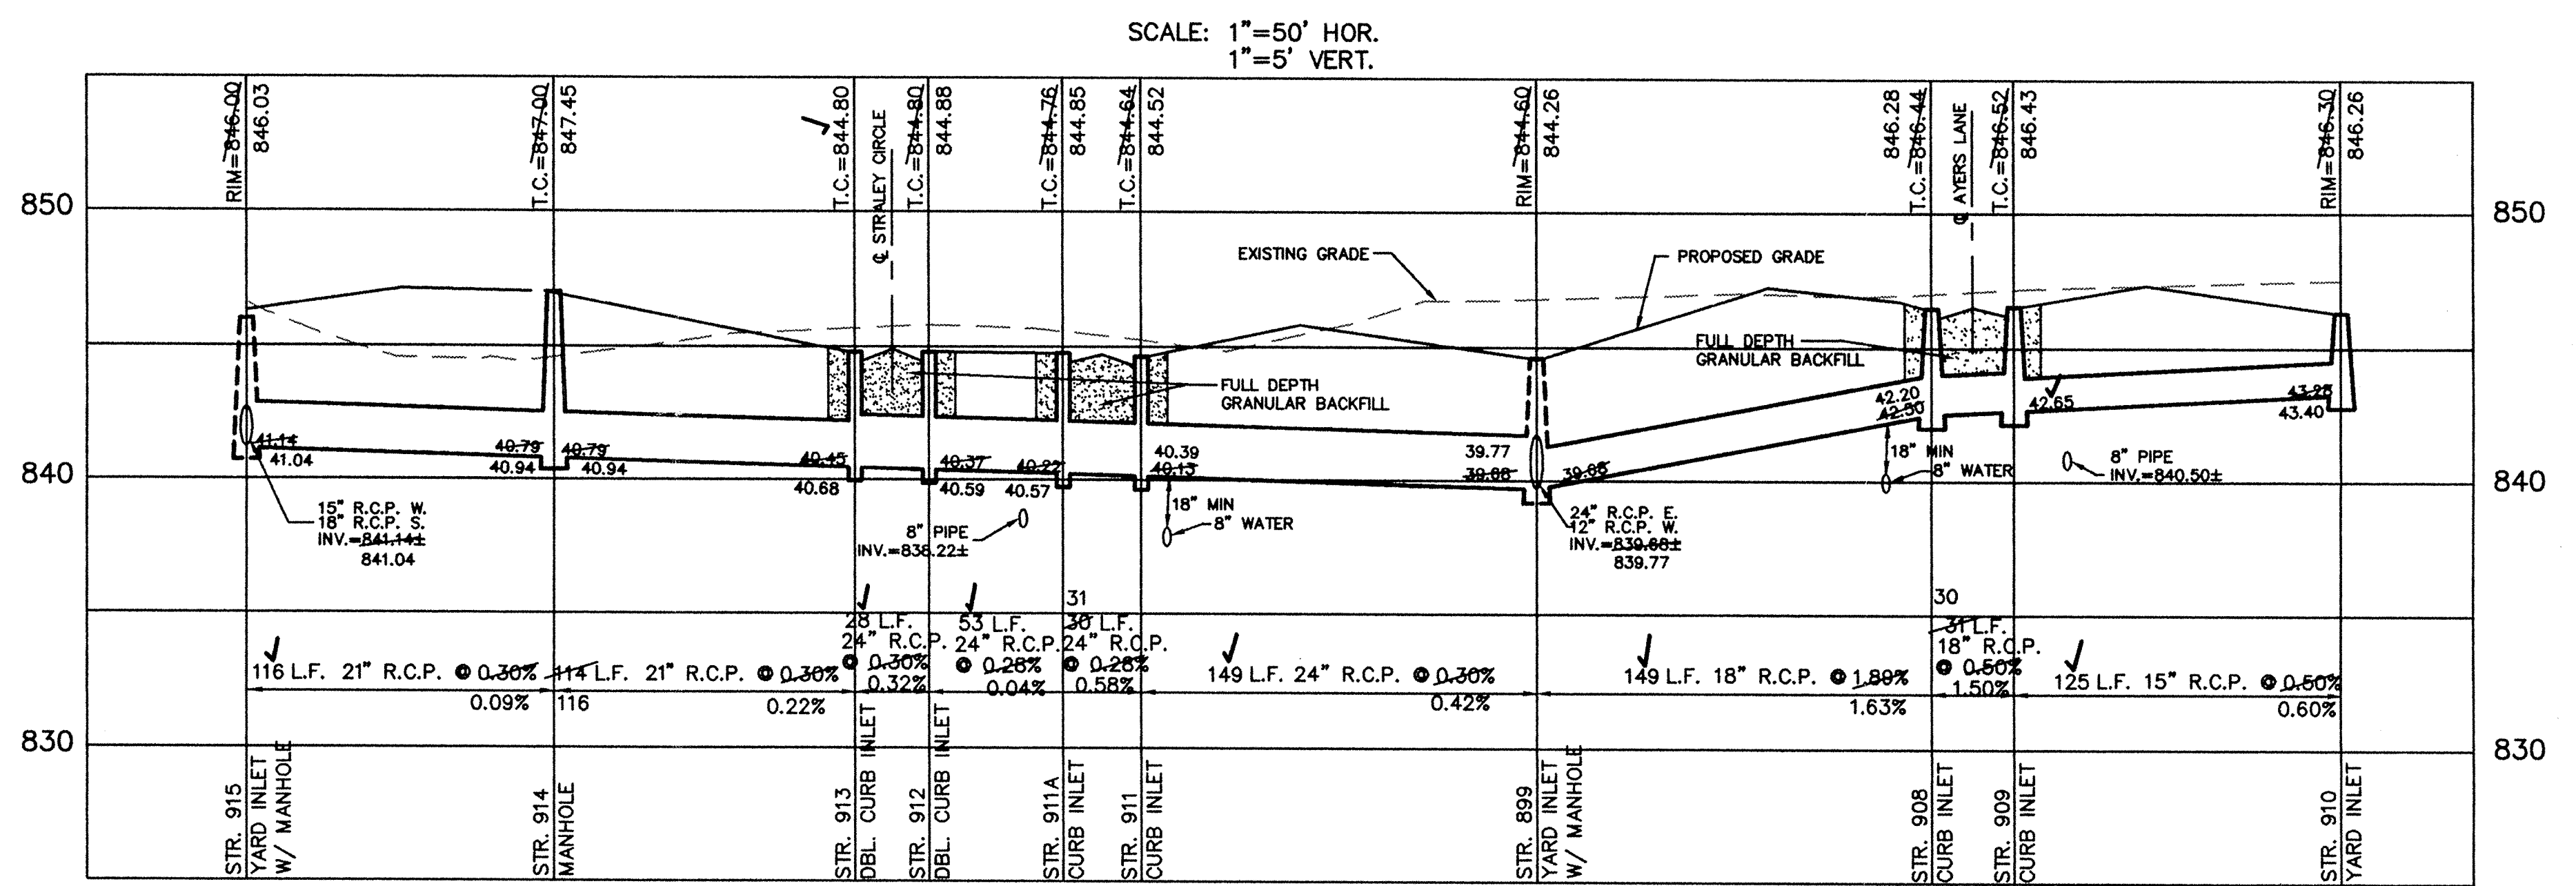 SCALE: 1"=50' HOR.
1"=5' VERT.
RIM=846.00
846.03
T.C.=847.00
847.45
T.C.=844.80
℄ STRALEY CIRCLE
T.C.=844.80
844.88
T.C.=844.76
844.85
T.C.=844.64
844.52
RIM=844.60
844.26
846.28
T.C.=846.44
℄ AYERS LANE
T.C.=846.52
846.43
RIM=846.30
846.26
850
850
EXISTING GRADE
PROPOSED GRADE
FULL DEPTH
GRANULAR BACKFILL
FULL DEPTH
GRANULAR BACKFILL
41.14
41.04
40.79
40.94
40.79
40.94
40.45
40.68
40.37
40.59
40.22
40.57
40.39
40.13
39.77
39.68
39.68
42.20
42.50
42.65
43.28
43.40
840
840
15" R.C.P. W.
18" R.C.P. S.
INV.=841.14±
841.04
8" PIPE
INV.=838.22±
18" MIN
8" WATER
24" R.C.P. E.
12" R.C.P. W.
INV.=839.68±
839.77
18" MIN
8" WATER
8" PIPE
INV.=840.50±
116 L.F. 21" R.C.P. @ 0.30%
0.09%
114 L.F. 21" R.C.P. @ 0.30%
116
0.22%
28 L.F.
24" R.C.P.
@ 0.30%
0.32%
53 L.F.
24" R.C.P.
@ 0.28%
0.04%
31
30 L.F.
24" R.C.P.
@ 0.28%
0.58%
149 L.F. 24" R.C.P. @ 0.30%
0.42%
149 L.F. 18" R.C.P. @ 1.89%
1.63%
30
31 L.F.
18" R.C.P.
@ 0.50%
1.50%
125 L.F. 15" R.C.P. @ 0.50%
0.60%
830
830
STR. 915
YARD INLET
W/ MANHOLE
STR. 914
MANHOLE
STR. 913
DBL. CURB INLET
STR. 912
DBL. CURB INLET
STR. 911A
CURB INLET
STR. 911
CURB INLET
STR. 899
YARD INLET
W/ MANHOLE
STR. 908
CURB INLET
STR. 909
CURB INLET
STR. 910
YARD INLET